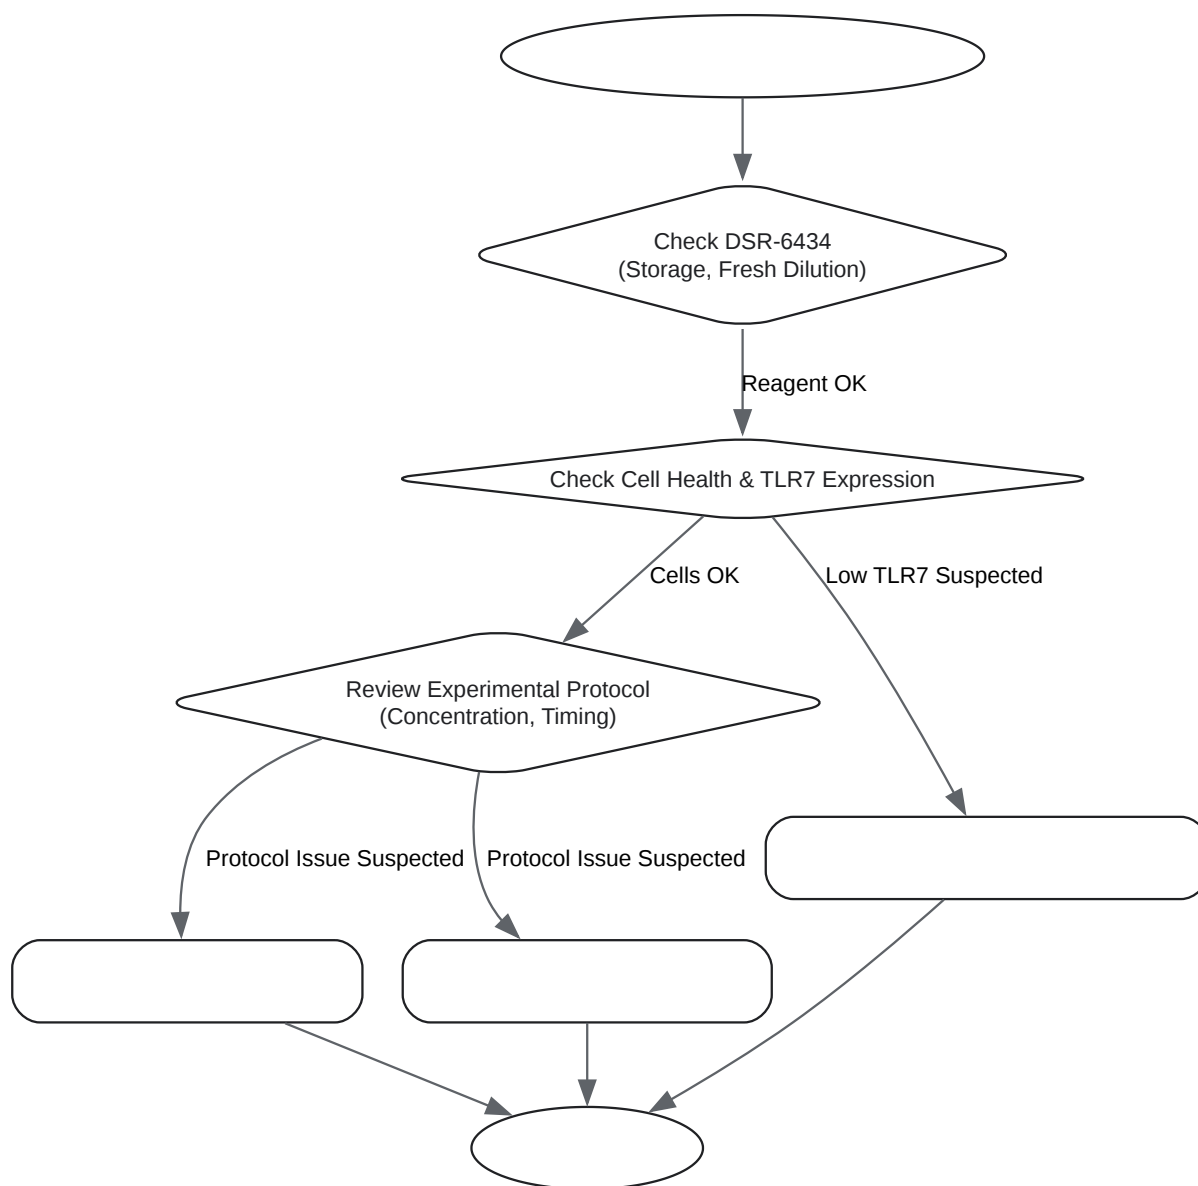 Check DSR-6434
(Storage, Fresh Dilution)
Reagent OK
Check Cell Health & TLR7 Expression
Cells OK
Low TLR7 Suspected
Review Experimental Protocol
(Concentration, Timing)
Protocol Issue Suspected
Protocol Issue Suspected